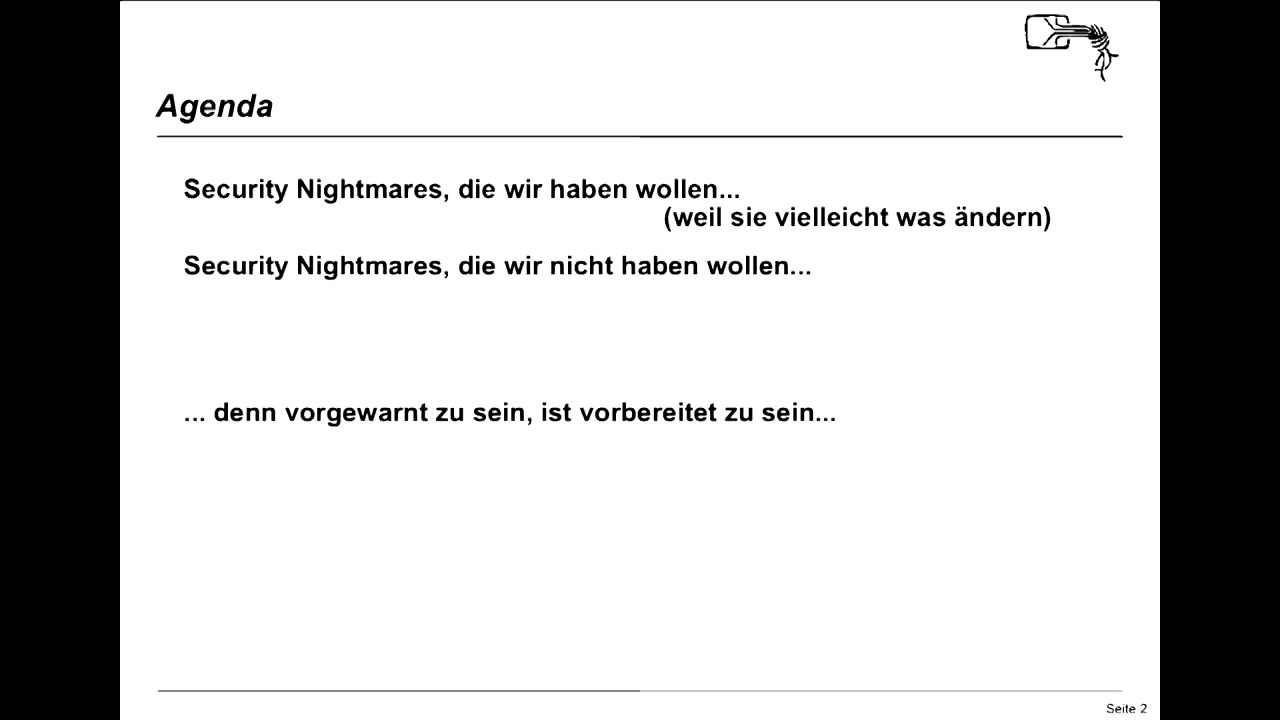 Agenda
Security Nightmares, die wir haben wollen...
(weil sie vielleicht was ändern)
Security Nightmares, die wir nicht haben wollen...
... denn vorgewarnt zu sein, ist vorbereitet zu sein...
Seite 2